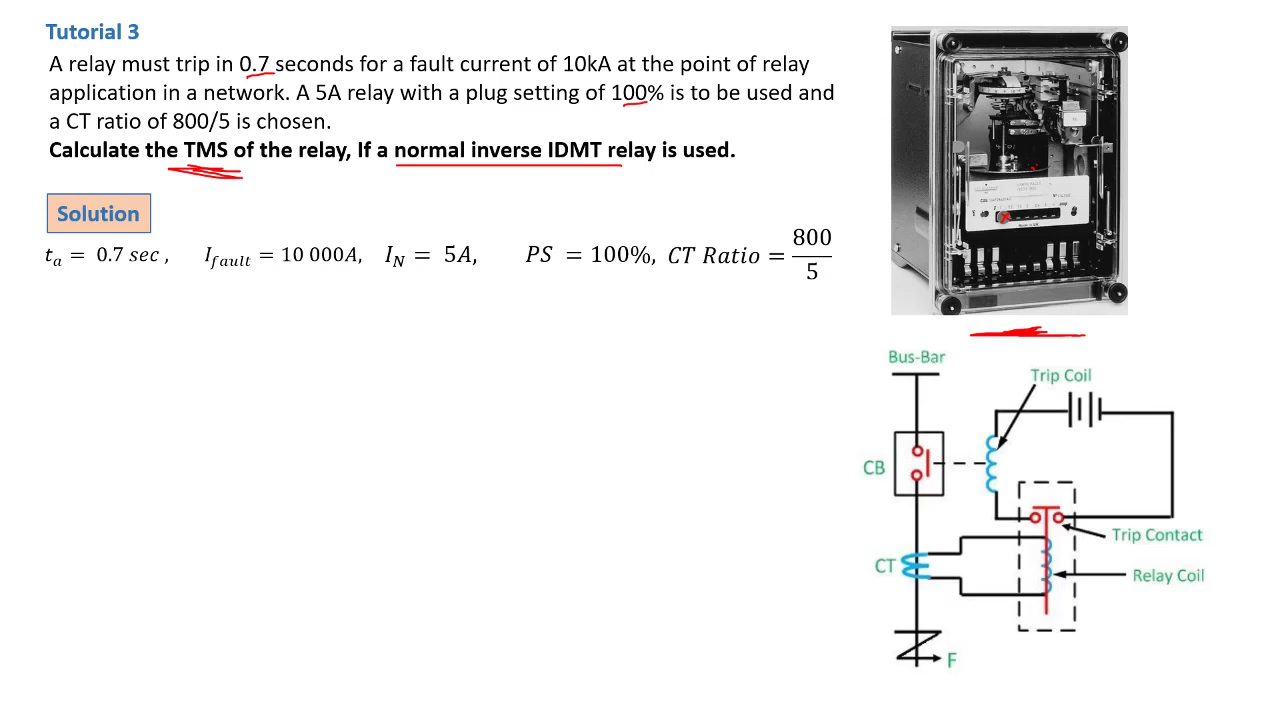 Tutorial 3
A relay must trip in 0.7 seconds for a fault current of 10kA at the point of relay
application in a network. A 5A relay with a plug setting of 100% is to be used and
a CT ratio of 800/5 is chosen.
Calculate the TMS of the relay, If a normal inverse IDMT relay is used.
Solution
t_a = 0.7 sec , I_fault = 10 000A, I_N = 5A, PS = 100%, CT Ratio = 800/5
Bus-Bar
Trip Coil
CB
Trip Contact
CT
Relay Coil
F